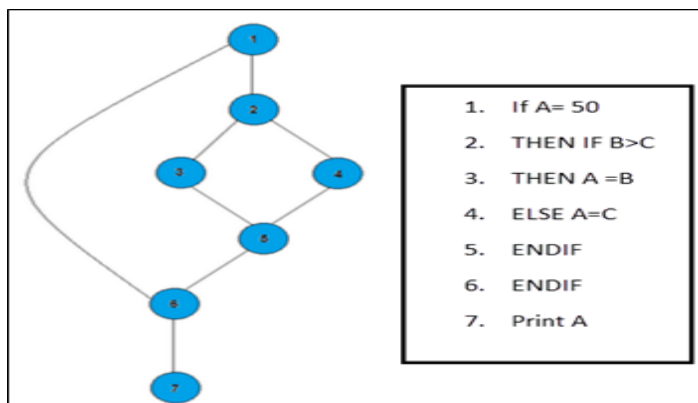 1
2
3
4
5
6
7
1. If A= 50
2. THEN IF B>C
3. THEN A =B
4. ELSE A=C
5. ENDIF
6. ENDIF
7. Print A